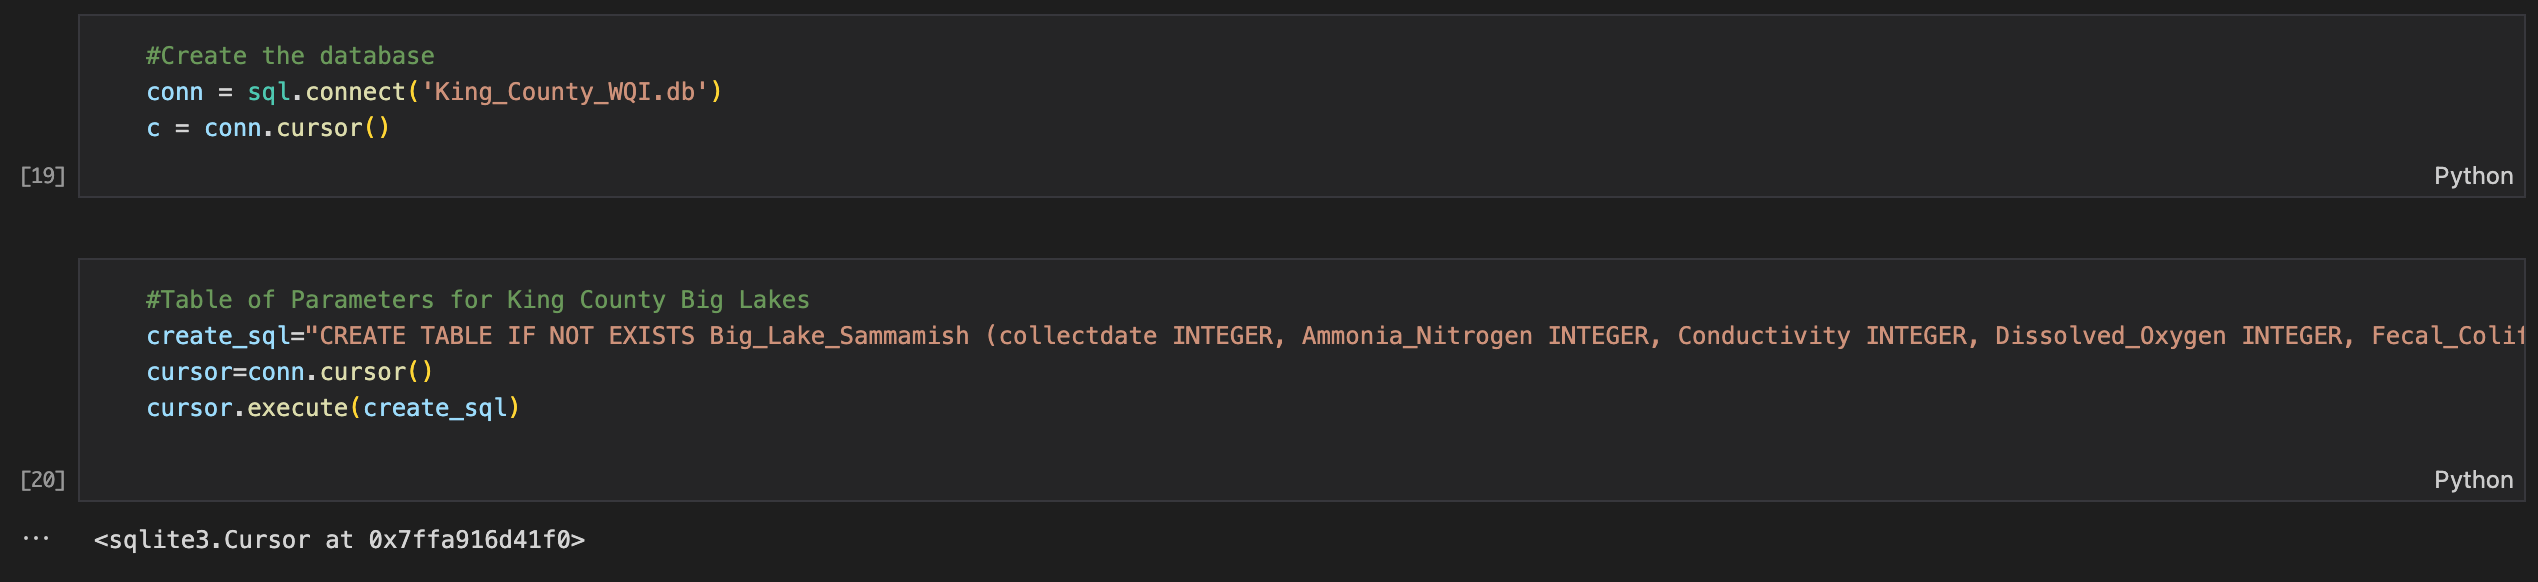 #Create the database
conn = sql.connect('King_County_WQI.db')
c = conn.cursor()
[19]
Python
#Table of Parameters for King County Big Lakes
create_sql="CREATE TABLE IF NOT EXISTS Big_Lake_Sammamish (collectdate INTEGER, Ammonia_Nitrogen INTEGER, Conductivity INTEGER, Dissolved_Oxygen INTEGER, Fecal_Colif
cursor=conn.cursor()
cursor.execute(create_sql)
[20]
Python
... <sqlite3.Cursor at 0x7ffa916d41f0>